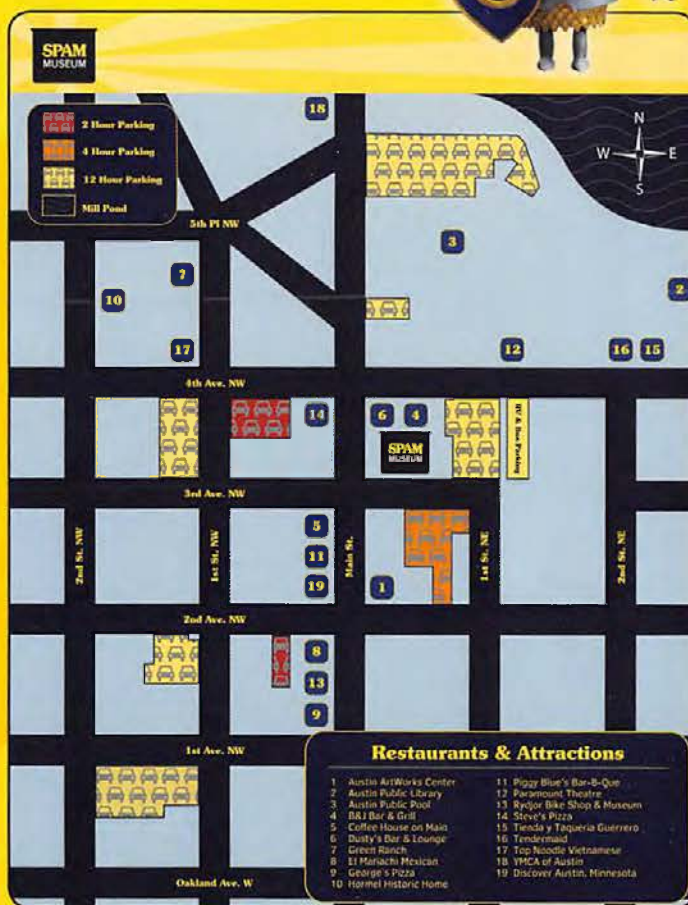 SPAM
MUSEUM
18
2 Hour Parking
4 Hour Parking
12 Hour Parking
Mill Pond
N
W E
S
5th Pl NW
3
7
10
2
17
12
16 15
4th Ave. NW
14
6 4
SPAM
MUSEUM
RV & Bus Parking
3rd Ave. NW
5
11
19
1
2nd St. NW
1st St. NW
Main St.
1st St. NE
2nd St. NE
2nd Ave. NW
8
13
9
1st Ave. NW
Oakland Ave. W
Restaurants & Attractions
1 Austin ArtWorks Center
2 Austin Public Library
3 Austin Public Pool
4 B&J Bar & Grill
5 Coffee House on Main
6 Dusty's Bar & Lounge
7 Green Ranch
8 El Mariachi Mexican
9 George's Pizza
10 Hormel Historic Home
11 Piggy Blue's Bar-B-Que
12 Paramount Theatre
13 Rydjor Bike Shop & Museum
14 Steve's Pizza
15 Tienda y Taqueria Guerrero
16 Tendermaid
17 Top Noodle Vietnamese
18 YMCA of Austin
19 Discover Austin, Minnesota